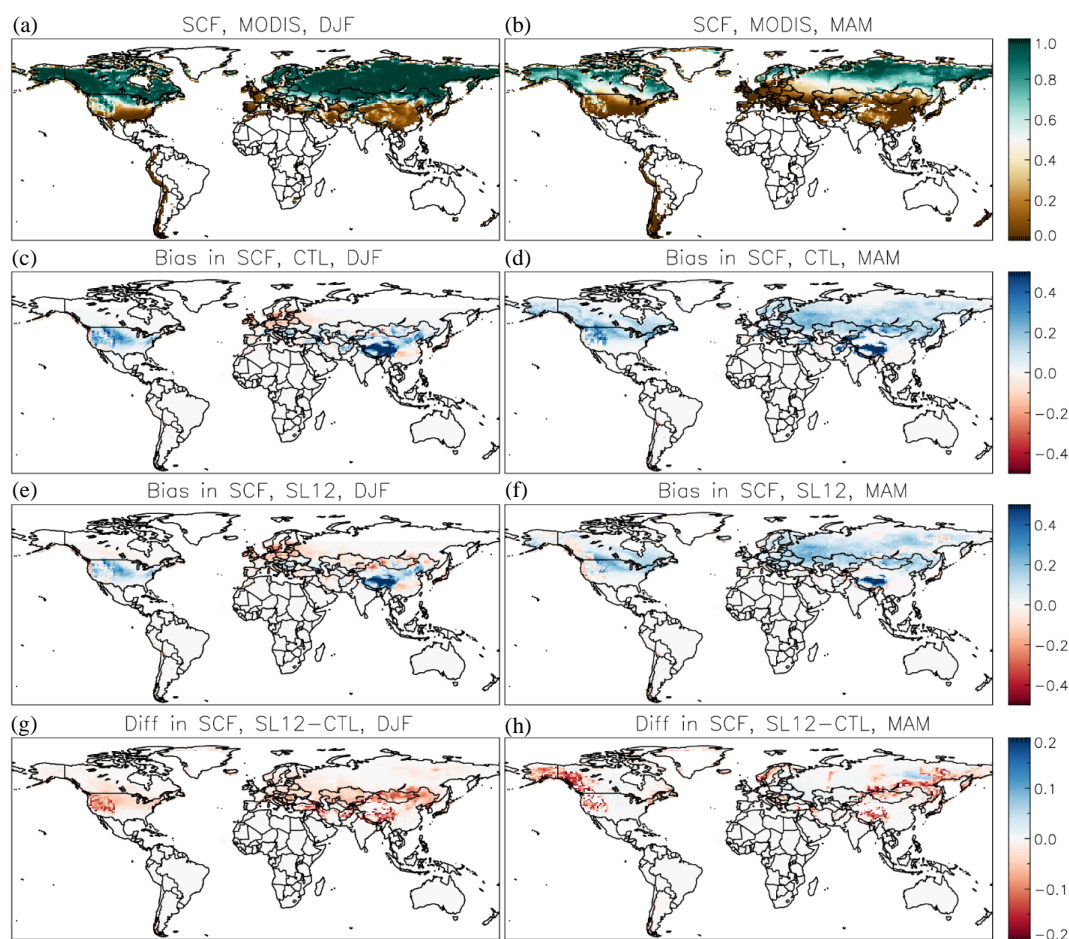 (a) SCF, MODIS, DJF
(b) SCF, MODIS, MAM
1.0
0.8
0.6
0.4
0.2
0.0
(c) Bias in SCF, CTL, DJF
(d) Bias in SCF, CTL, MAM
0.4
0.2
0.0
−0.2
−0.4
(e) Bias in SCF, SL12, DJF
(f) Bias in SCF, SL12, MAM
0.4
0.2
0.0
−0.2
−0.4
(g) Diff in SCF, SL12−CTL, DJF
(h) Diff in SCF, SL12−CTL, MAM
0.2
0.1
0.0
−0.1
−0.2